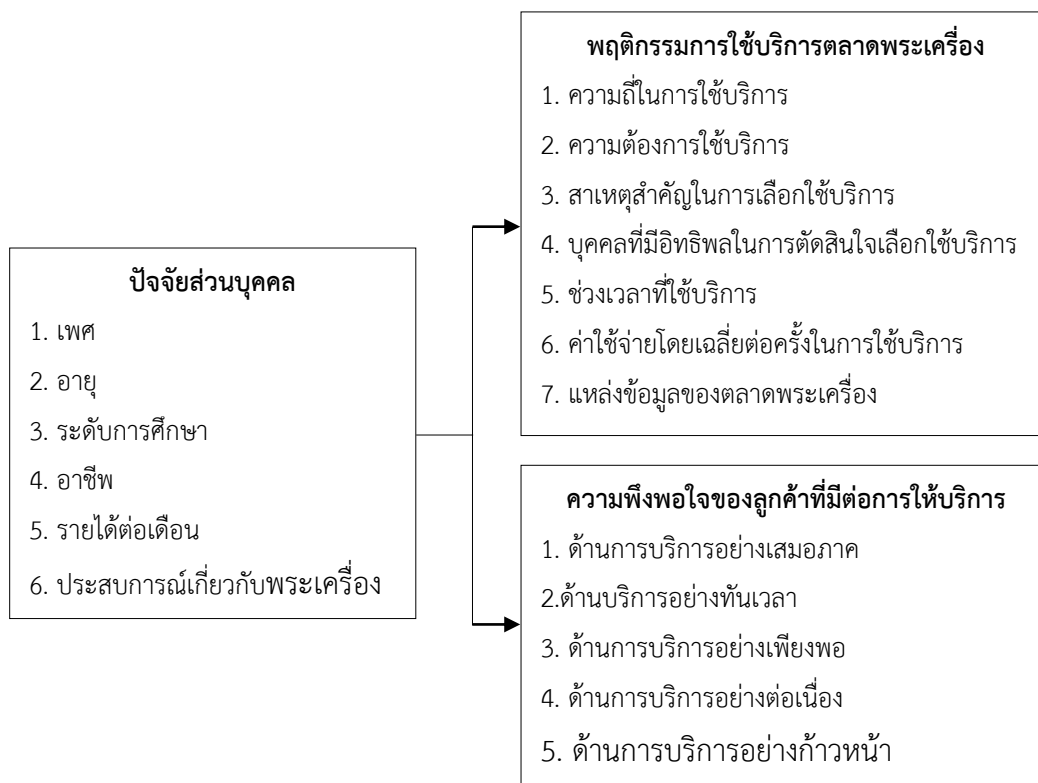 พฤติกรรมการใช้บริการตลาดพระเครื่อง
1. ความถี่ในการใช้บริการ
2. ความต้องการใช้บริการ
3. สาเหตุสำคัญในการเลือกใช้บริการ
4. บุคคลที่มีอิทธิพลในการตัดสินใจเลือกใช้บริการ
5. ช่วงเวลาที่ใช้บริการ
6. ค่าใช้จ่ายโดยเฉลี่ยต่อครั้งในการใช้บริการ
7. แหล่งข้อมูลของตลาดพระเครื่อง
ปัจจัยส่วนบุคคล
1. เพศ
2. อายุ
3. ระดับการศึกษา
4. อาชีพ
5. รายได้ต่อเดือน
6. ประสบการณ์เกี่ยวกับพระเครื่อง
ความพึงพอใจของลูกค้าที่มีต่อการให้บริการ
1. ด้านการบริการอย่างเสมอภาค
2.ด้านบริการอย่างทันเวลา
3. ด้านการบริการอย่างเพียงพอ
4. ด้านการบริการอย่างต่อเนื่อง
5. ด้านการบริการอย่างก้าวหน้า